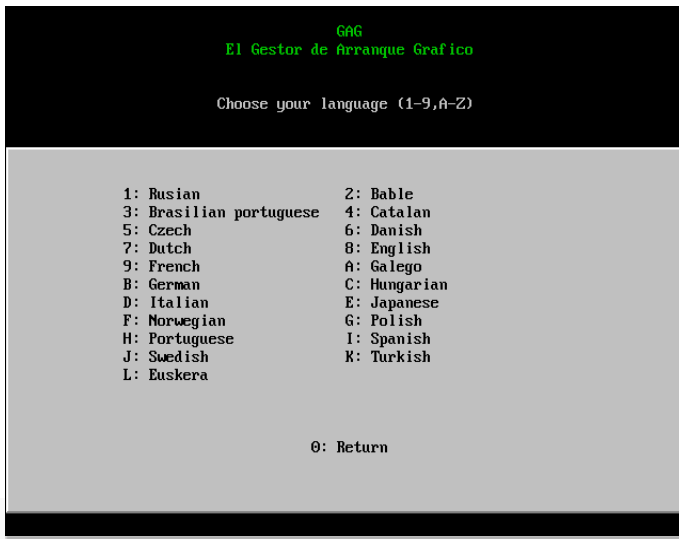 GAG
El Gestor de Arranque Grafico
Choose your language (1-9,A-Z)
1: Rusian 2: Bable
3: Brasilian portuguese 4: Catalan
5: Czech 6: Danish
7: Dutch 8: English
9: French A: Galego
B: German C: Hungarian
D: Italian E: Japanese
F: Norwegian G: Polish
H: Portuguese I: Spanish
J: Swedish K: Turkish
L: Euskera
0: Return